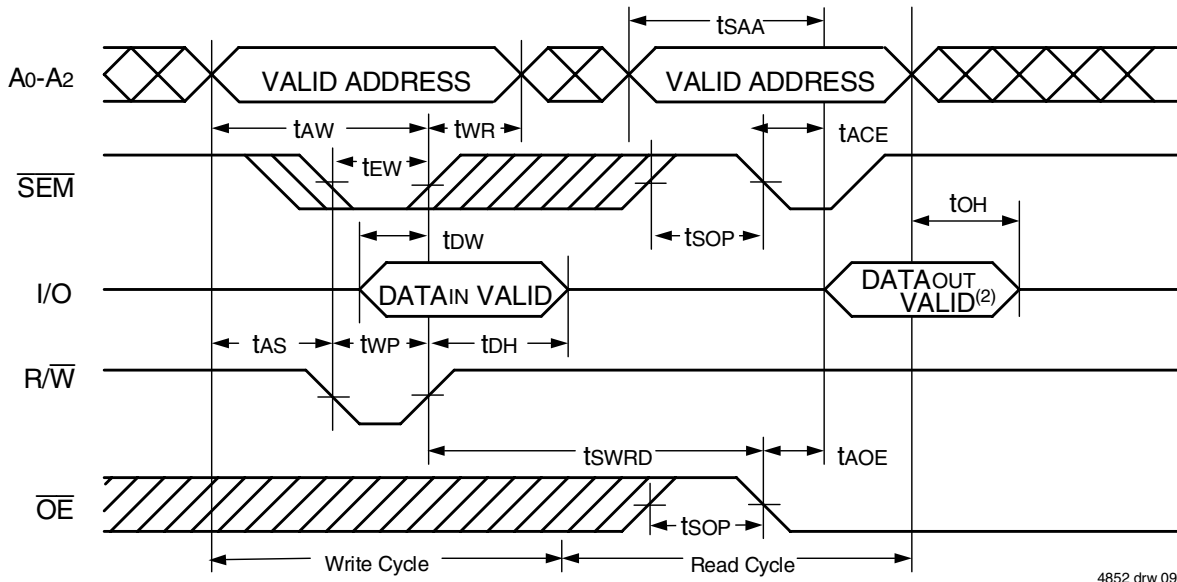 tSAA
A0-A2
VALID ADDRESS
VALID ADDRESS
tAW
tWR
tACE
tEW
SEM
tSOP
tOH
tDW
I/O
DATAIN VALID
DATAOUT
VALID(2)
tAS
tWP
tDH
R/W
tSWRD
tAOE
OE
tSOP
Write Cycle
Read Cycle
4852 drw 09